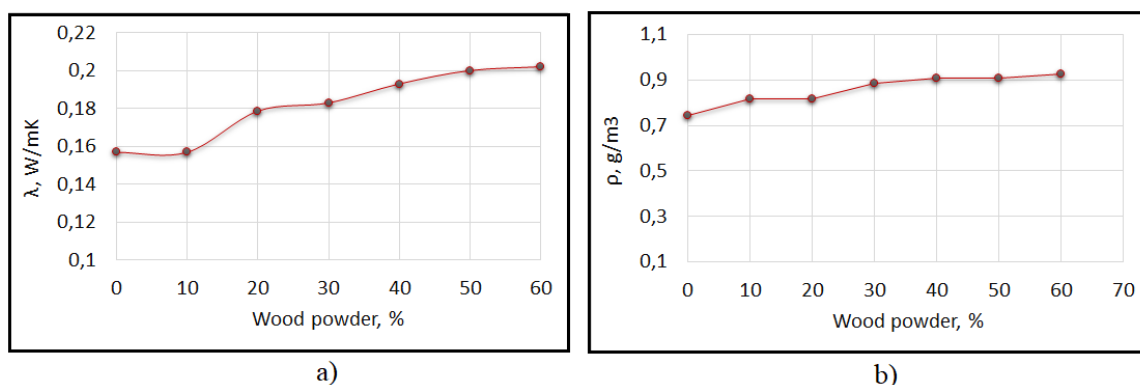 0,22
0,2
0,18
0,16
0,14
0,12
0,1
λ, W/mK
0 10 20 30 40 50 60
Wood powder, %
a)
1,1
0,9
0,7
0,5
0,3
0,1
ρ, g/m3
0 10 20 30 40 50 60 70
Wood powder, %
b)